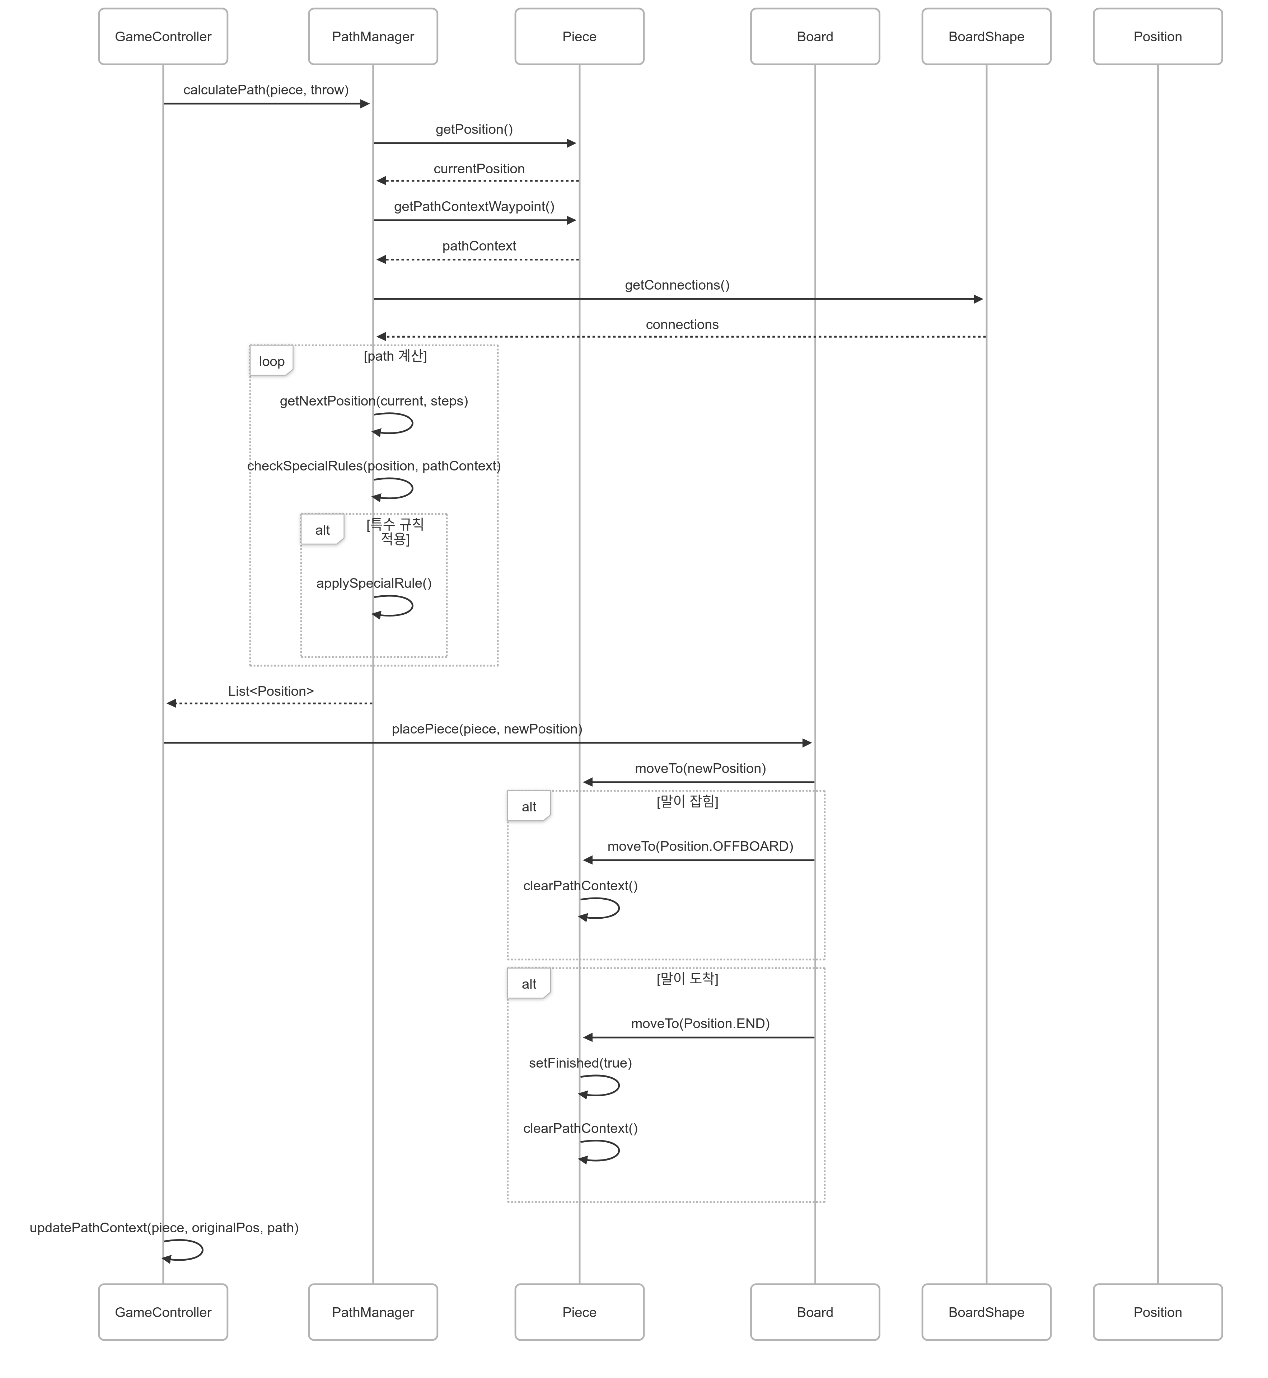 GameController
PathManager
Piece
Board
BoardShape
Position
calculatePath(piece, throw)
getPosition()
currentPosition
getPathContextWaypoint()
pathContext
getConnections()
connections
loop
[path 계산]
getNextPosition(current, steps)
checkSpecialRules(position, pathContext)
alt
[특수 규칙
적용]
applySpecialRule()
List<Position>
placePiece(piece, newPosition)
moveTo(newPosition)
alt
[말이 잡힘]
moveTo(Position.OFFBOARD)
clearPathContext()
alt
[말이 도착]
moveTo(Position.END)
setFinished(true)
clearPathContext()
updatePathContext(piece, originalPos, path)
GameController
PathManager
Piece
Board
BoardShape
Position